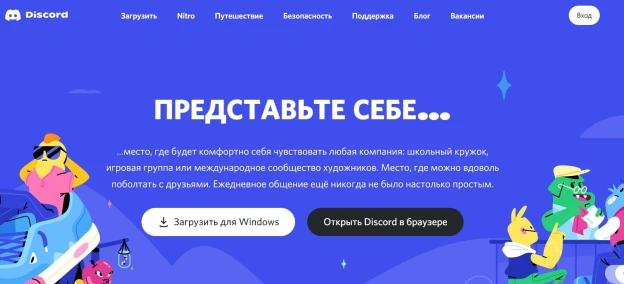 Discord
Загрузить Nitro Путешествие Безопасность Поддержка Блог Вакансии
Вход
ПРЕДСТАВЬТЕ СЕБЕ...
...место, где будет комфортно себя чувствовать любая компания: школьный кружок,
игровая группа или международное сообщество художников. Место, где можно вдоволь
поболтать с друзьями. Ежедневное общение ещё никогда не было настолько простым.
Загрузить для Windows
Открыть Discord в браузере